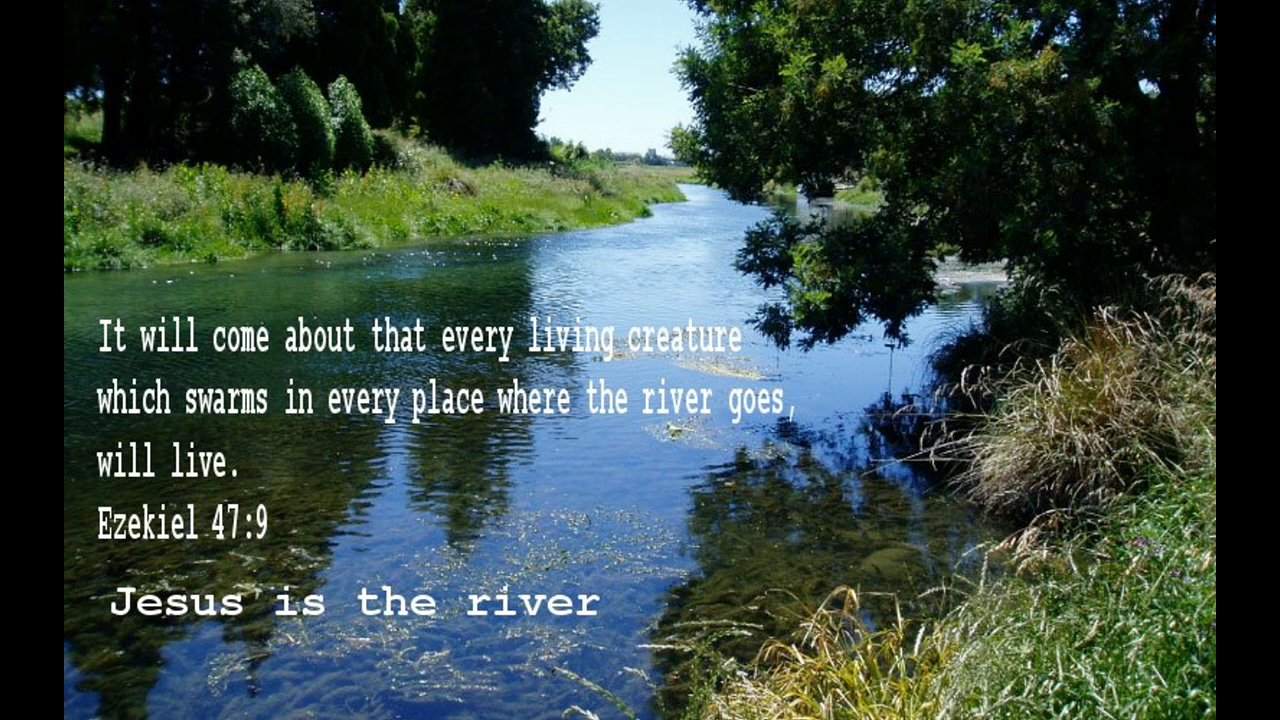 It will come about that every living creature
which swarms in every place where the river goes,
will live.
Ezekiel 47:9
Jesus is the river